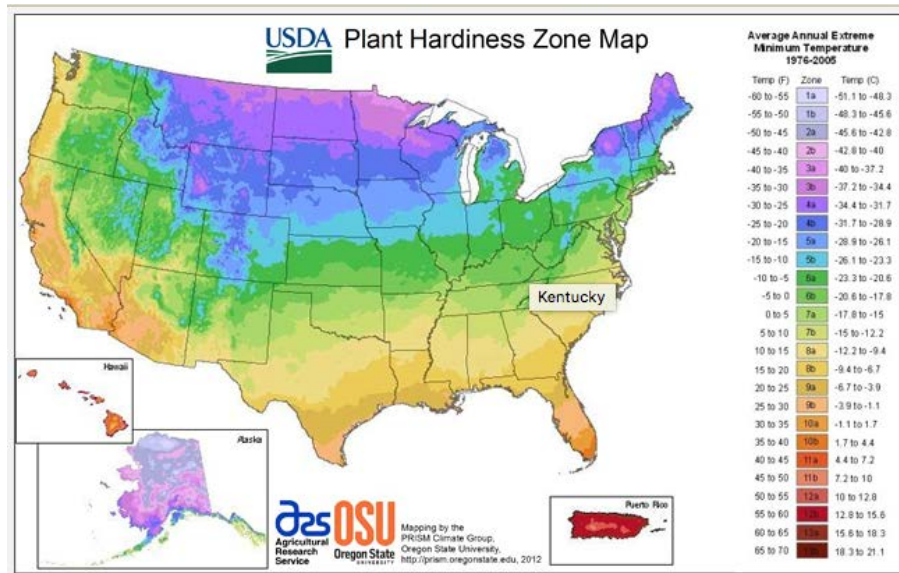 USDA Plant Hardiness Zone Map
Average Annual Extreme
Minimum Temperature
1976-2005
Temp (F) Zone Temp (C)
-60 to -55 1a -51.1 to -48.3
-55 to -50 1b -48.3 to -45.6
-50 to -45 2a -45.6 to -42.8
-45 to -40 2b -42.8 to -40
-40 to -35 3a -40 to -37.2
-35 to -30 3b -37.2 to -34.4
-30 to -25 4a -34.4 to -31.7
-25 to -20 4b -31.7 to -28.9
-20 to -15 5a -28.9 to -26.1
-15 to -10 5b -26.1 to -23.3
-10 to -5 6a -23.3 to -20.6
-5 to 0 6b -20.6 to -17.8
0 to 5 7a -17.8 to -15
5 to 10 7b -15 to -12.2
10 to 15 8a -12.2 to -9.4
15 to 20 8b -9.4 to -6.7
20 to 25 9a -6.7 to -3.9
25 to 30 9b -3.9 to -1.1
30 to 35 10a -1.1 to 1.7
35 to 40 10b 1.7 to 4.4
40 to 45 11a 4.4 to 7.2
45 to 50 11b 7.2 to 10
50 to 55 12a 10 to 12.8
55 to 60 12b 12.8 to 15.6
60 to 65 13a 15.6 to 18.3
65 to 70 13b 18.3 to 21.1
Kentucky
Hawaii
Alaska
Puerto Rico
ars
Agricultural
Research
Service
OSU
Oregon State
UNIVERSITY
Mapping by the
PRISM Climate Group,
Oregon State University,
http://prism.oregonstate.edu, 2012